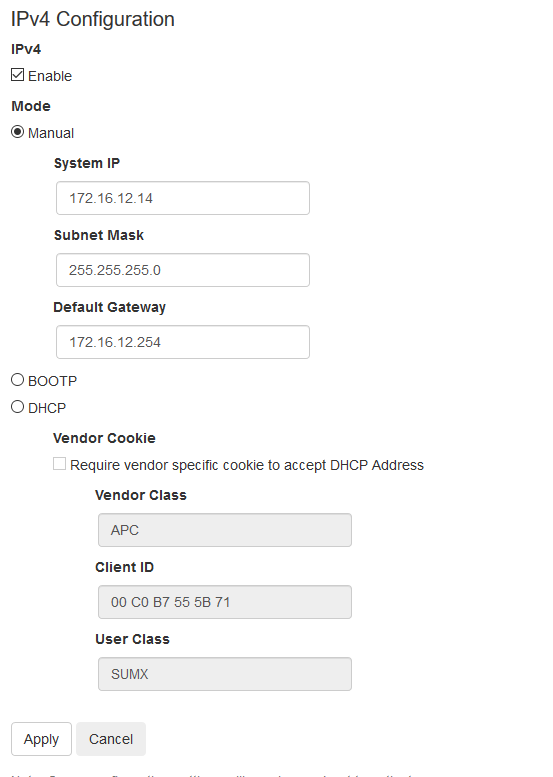 IPv4 Configuration
IPv4
Enable
Mode
Manual
System IP
172.16.12.14
Subnet Mask
255.255.255.0
Default Gateway
172.16.12.254
BOOTP
DHCP
Vendor Cookie
Require vendor specific cookie to accept DHCP Address
Vendor Class
APC
Client ID
00 C0 B7 55 5B 71
User Class
SUMX
Apply Cancel